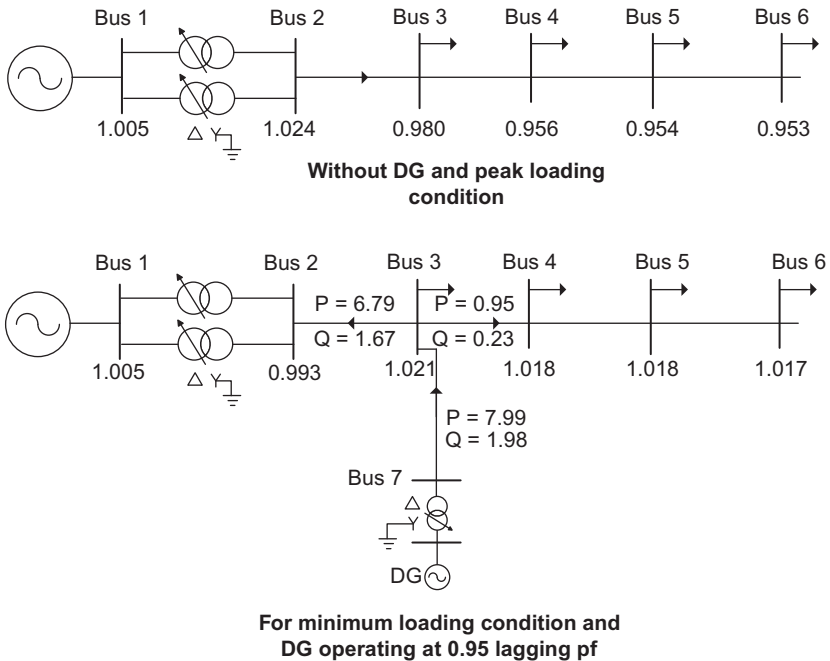 Bus 1 Bus 2 Bus 3 Bus 4 Bus 5 Bus 6
1.005 1.024 0.980 0.956 0.954 0.953
Δ Y
Without DG and peak loading
condition
Bus 1 Bus 2 Bus 3 Bus 4 Bus 5 Bus 6
P = 6.79 P = 0.95
Q = 1.67 Q = 0.23
1.005 0.993 1.021 1.018 1.018 1.017
Δ Y
P = 7.99
Q = 1.98
Bus 7
Δ
Y
DG
For minimum loading condition and
DG operating at 0.95 lagging pf